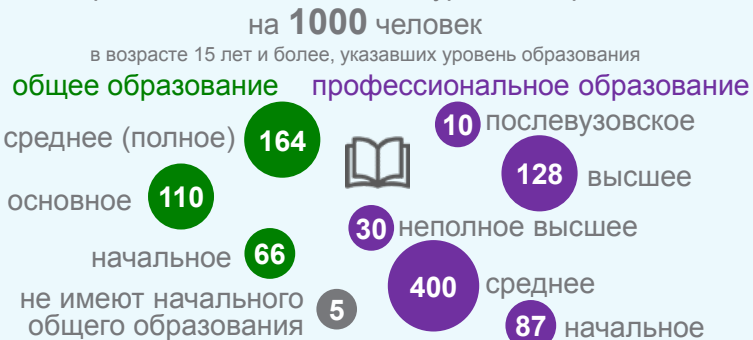 на 1000 человек
в возрасте 15 лет и более, указавших уровень образования
общее образование
профессиональное образование
среднее (полное) 164
основное 110
начальное 66
не имеют начального
общего образования 5
10 послевузовское
128 высшее
30 неполное высшее
400 среднее
87 начальное